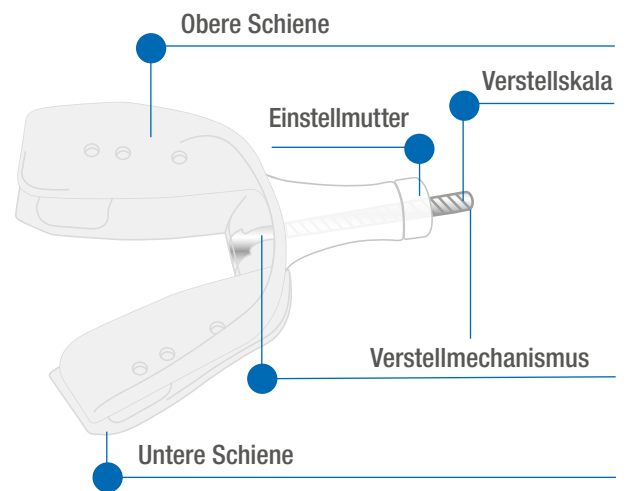 Obere Schiene
Verstellskala
Einstellmutter
Verstellmechanismus
Untere Schiene